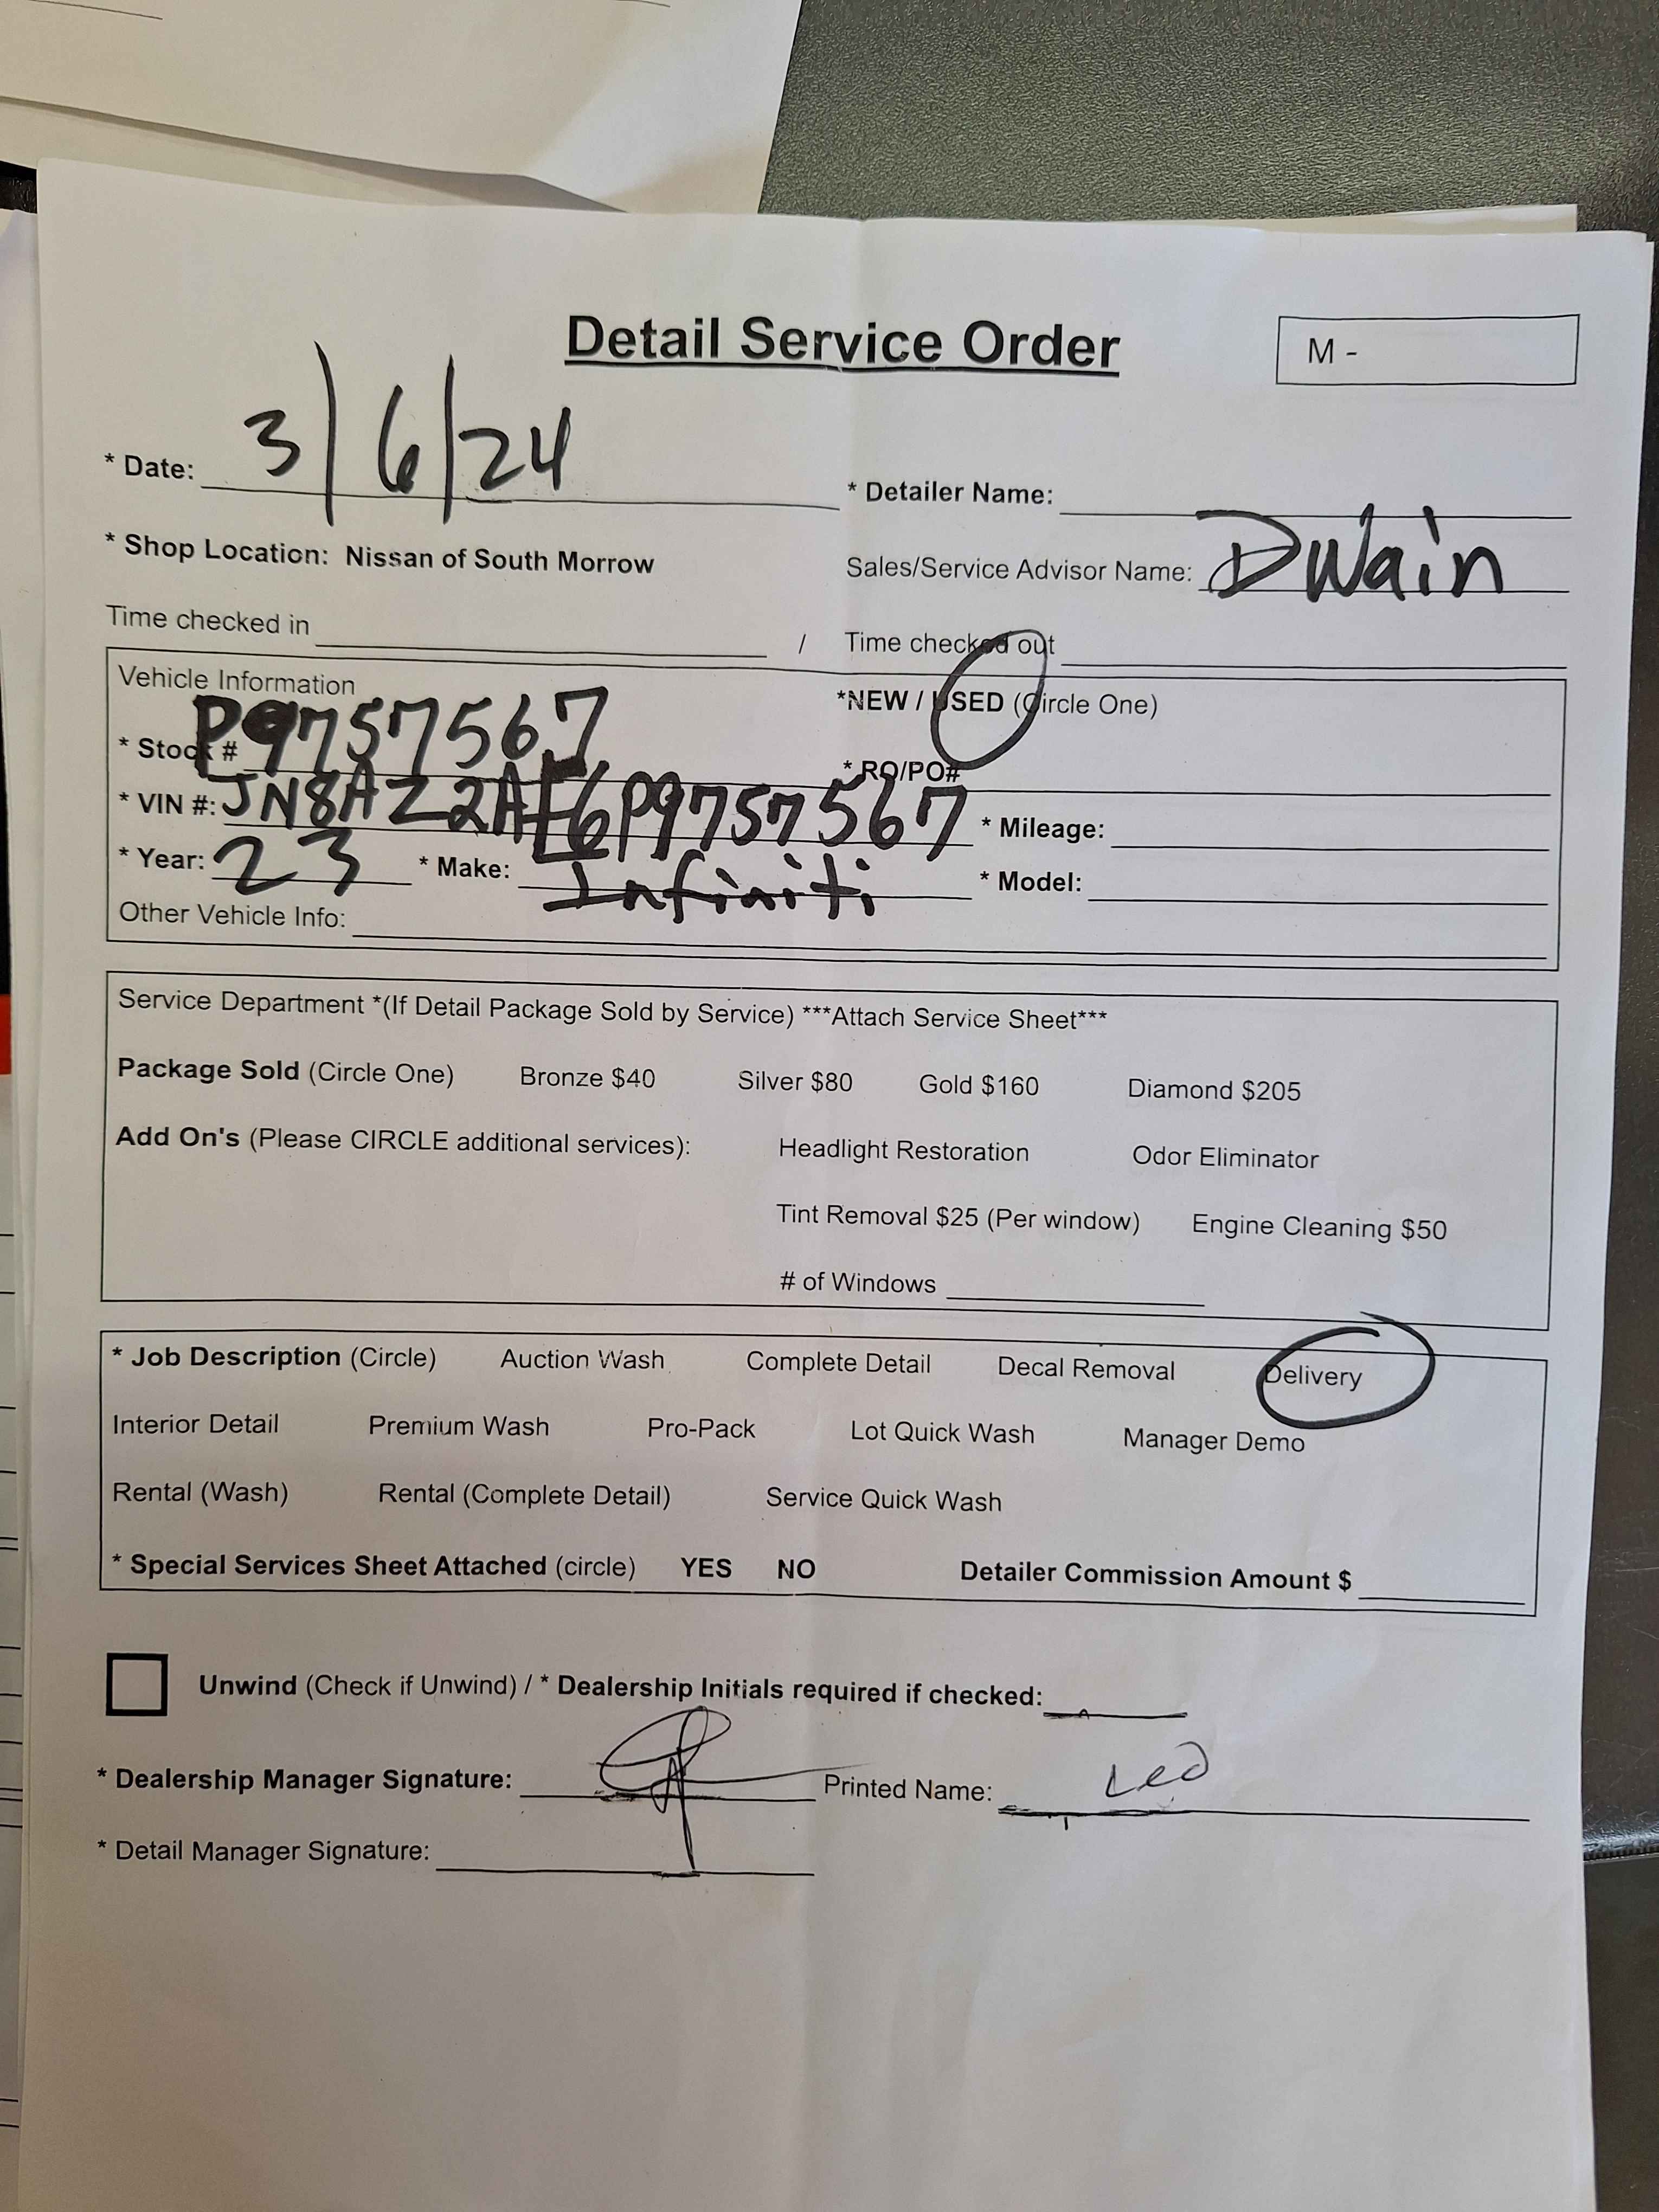 Detail Service Order
M -
* Date: 3/6/24
* Detailer Name:
* Shop Location: Nissan of South Morrow
Sales/Service Advisor Name: DWain
Time checked in / Time checked out
Vehicle Information
*NEW / USED (Circle One)
* Stock # P9757567
* RO/PO#
* VIN #: JN8AZ2AF6P9757567 * Mileage:
* Year: 23 * Make: Infiniti * Model:
Other Vehicle Info:
Service Department *(If Detail Package Sold by Service) ***Attach Service Sheet***
Package Sold (Circle One) Bronze $40 Silver $80 Gold $160 Diamond $205
Add On's (Please CIRCLE additional services): Headlight Restoration Odor Eliminator
Tint Removal $25 (Per window) Engine Cleaning $50
# of Windows
* Job Description (Circle) Auction Wash Complete Detail Decal Removal Delivery
Interior Detail Premium Wash Pro-Pack Lot Quick Wash Manager Demo
Rental (Wash) Rental (Complete Detail) Service Quick Wash
* Special Services Sheet Attached (circle) YES NO Detailer Commission Amount $
Unwind (Check if Unwind) / * Dealership Initials required if checked:
* Dealership Manager Signature: Printed Name: Leo
* Detail Manager Signature: